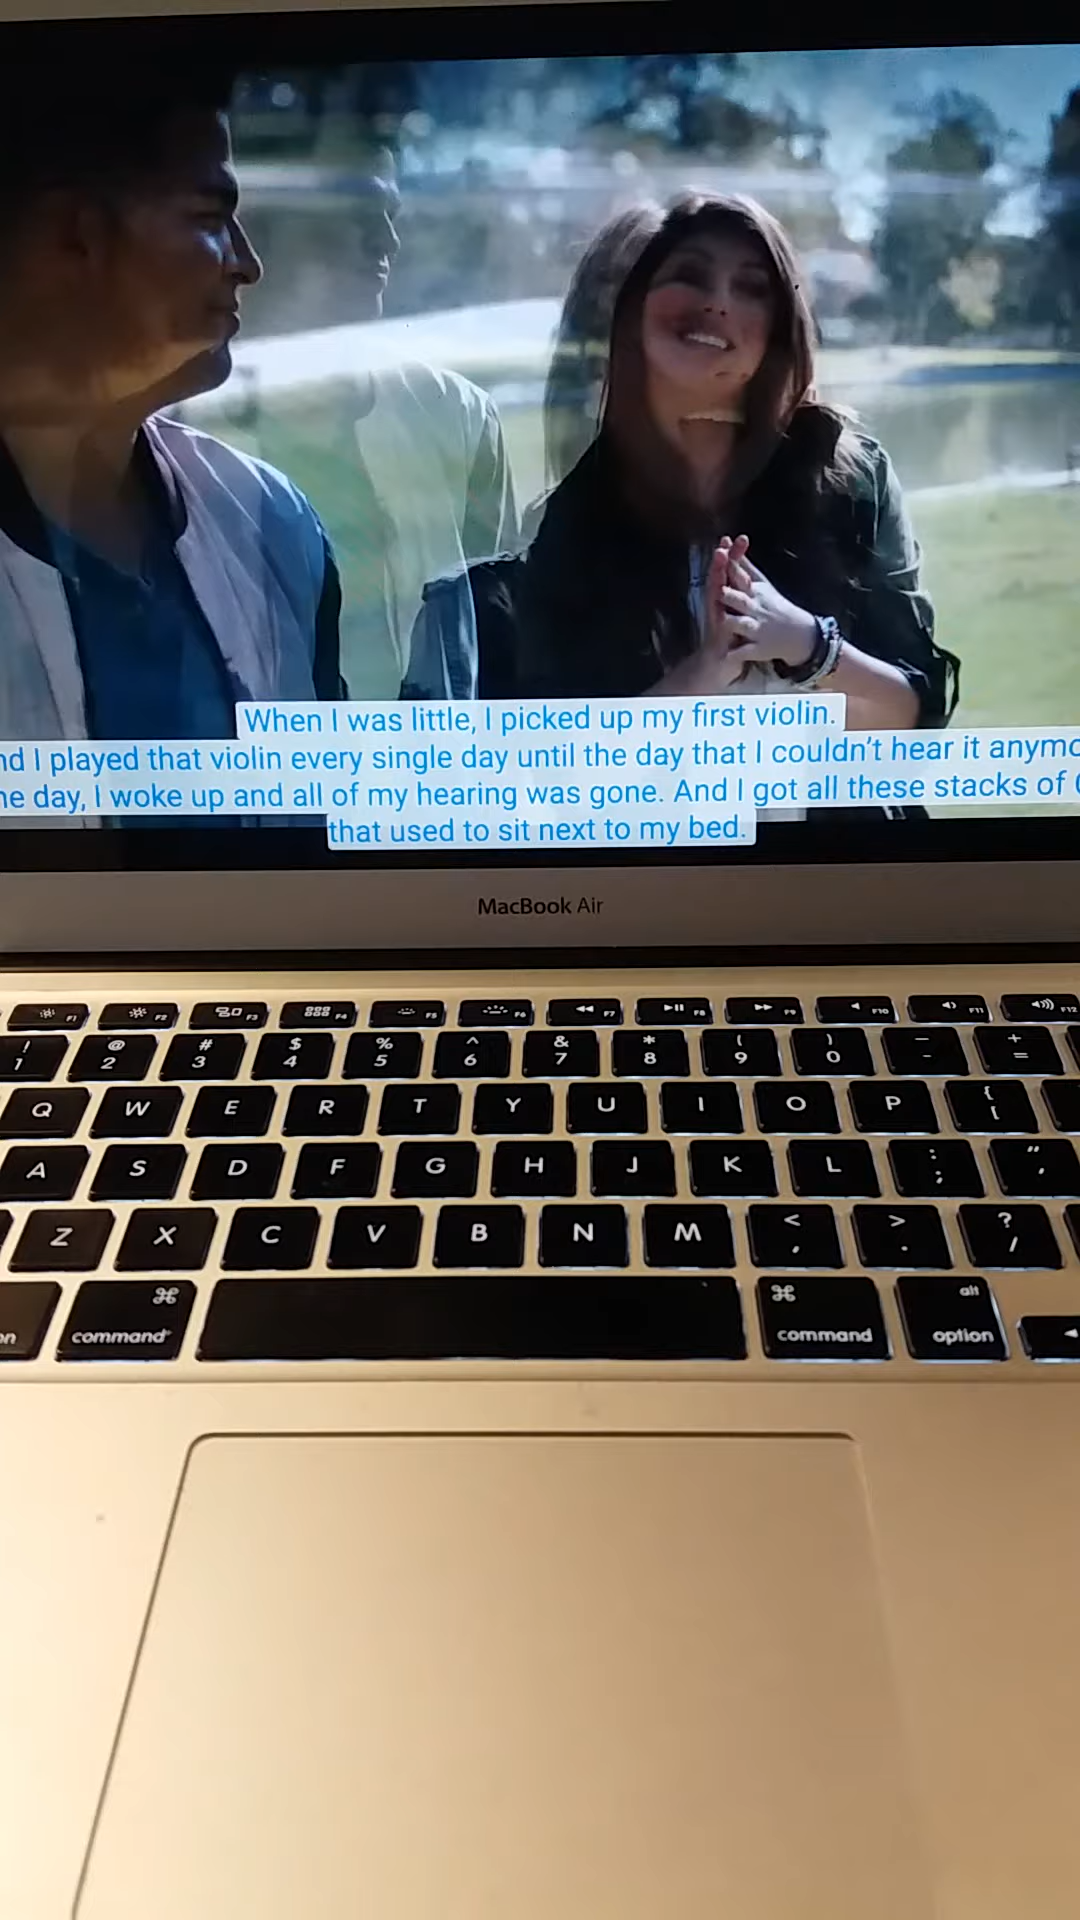 When I was little, I picked up my first violin.
I played that violin every single day until the day that I couldn't hear it
day, I woke up and all of my hearing was gone. And I got all these stacks of
that used to sit next to my bed.
MacBook Air
F1 F2 F3 F4 F5 F6 F7 F8 F9 F10 F11 F12
! 1 @ 2 # 3 $ 4 % 5 ^ 6 & 7 * 8 ( 9 ) 0 — - + =
Q W E R T Y U I O P { [
A S D F G H J K L : ; " '
Z X C V B N M < , > . ? /
⌘ command ⌘ command alt option